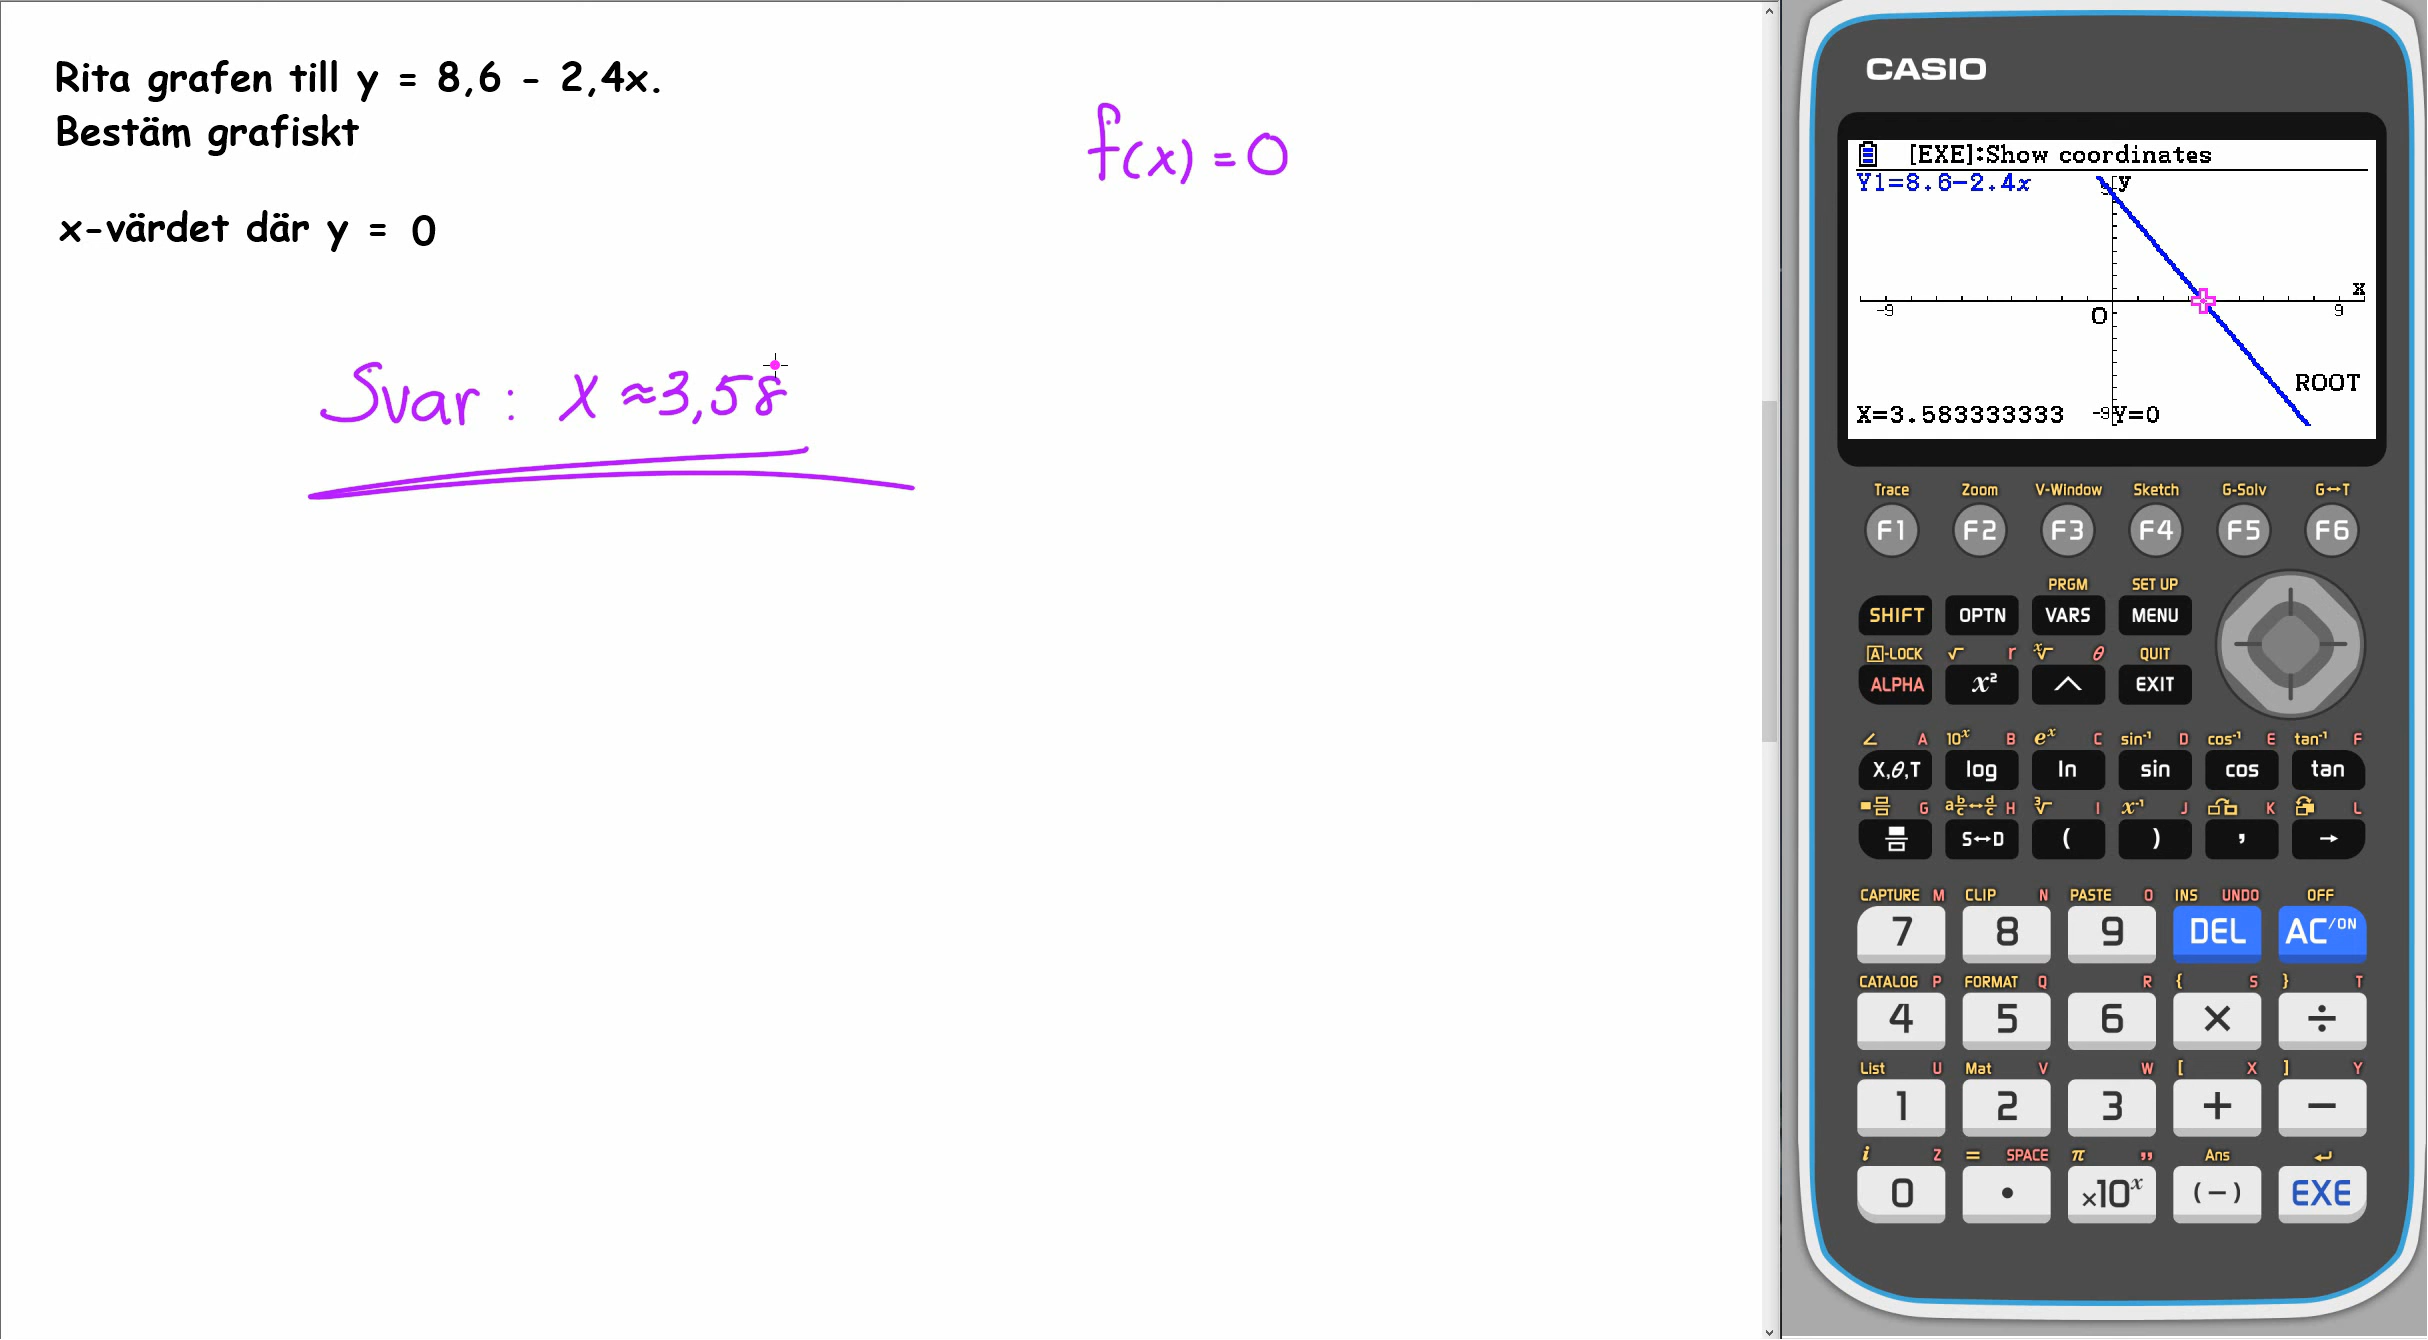 Rita grafen till y = 8,6 - 2,4x.
Bestäm grafiskt
x-värdet där y = 0
f(x) = 0
Svar : x ≈ 3,58
CASIO
[EXE]:Show coordinates
Y1=8.6-2.4x
y
x
-9
O
9
ROOT
X=3.583333333
-9
Y=0
Trace Zoom V-Window Sketch G-Solv G↔T
F1 F2 F3 F4 F5 F6
PRGM SET UP
SHIFT OPTN VARS MENU
A-LOCK √ r ˣ√ θ QUIT
ALPHA x² ^ EXIT
∠ A 10ˣ B eˣ C sin⁻¹ D cos⁻¹ E tan⁻¹ F
X,θ,T log ln sin cos tan
G a b/c↔d/c H ³√ I x⁻¹ J K L
S↔D ( ) , →
CAPTURE M CLIP N PASTE O INS UNDO OFF
7 8 9 DEL AC/ON
CATALOG P FORMAT Q R { S } T
4 5 6 × ÷
List U Mat V W [ X ] Y
1 2 3 + −
i Z = SPACE π " Ans ↵
0 • ×10ˣ (−) EXE